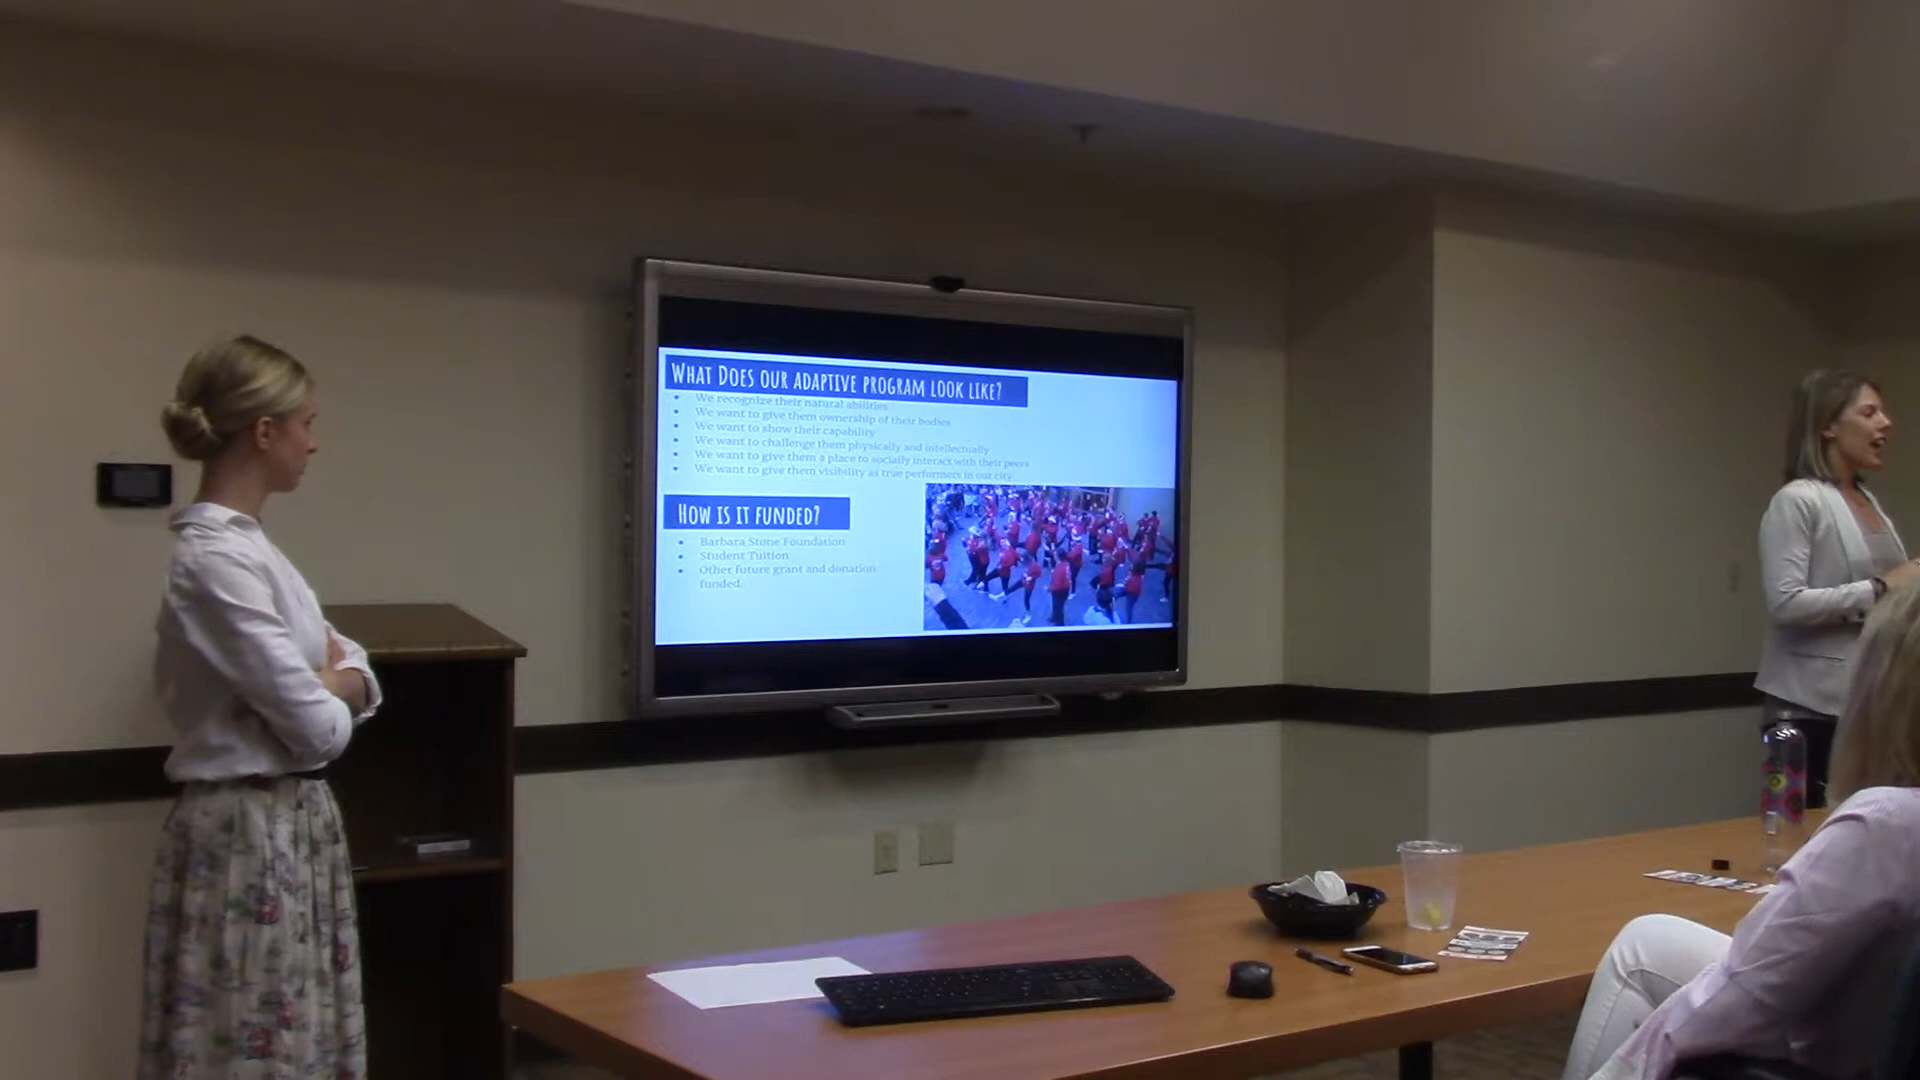 WHAT DOES OUR ADAPTIVE PROGRAM LOOK LIKE?
• We recognize their natural abilities
• We want to give them ownership of their bodies
• We want to show their capability
• We want to challenge them physically and intellectually
• We want to give them a place to socially interact with their peers
• We want to give them visibility as true performers in our city
HOW IS IT FUNDED?
• Barbara Stone Foundation
• Student Tuition
• Other future grant and donation
funded.